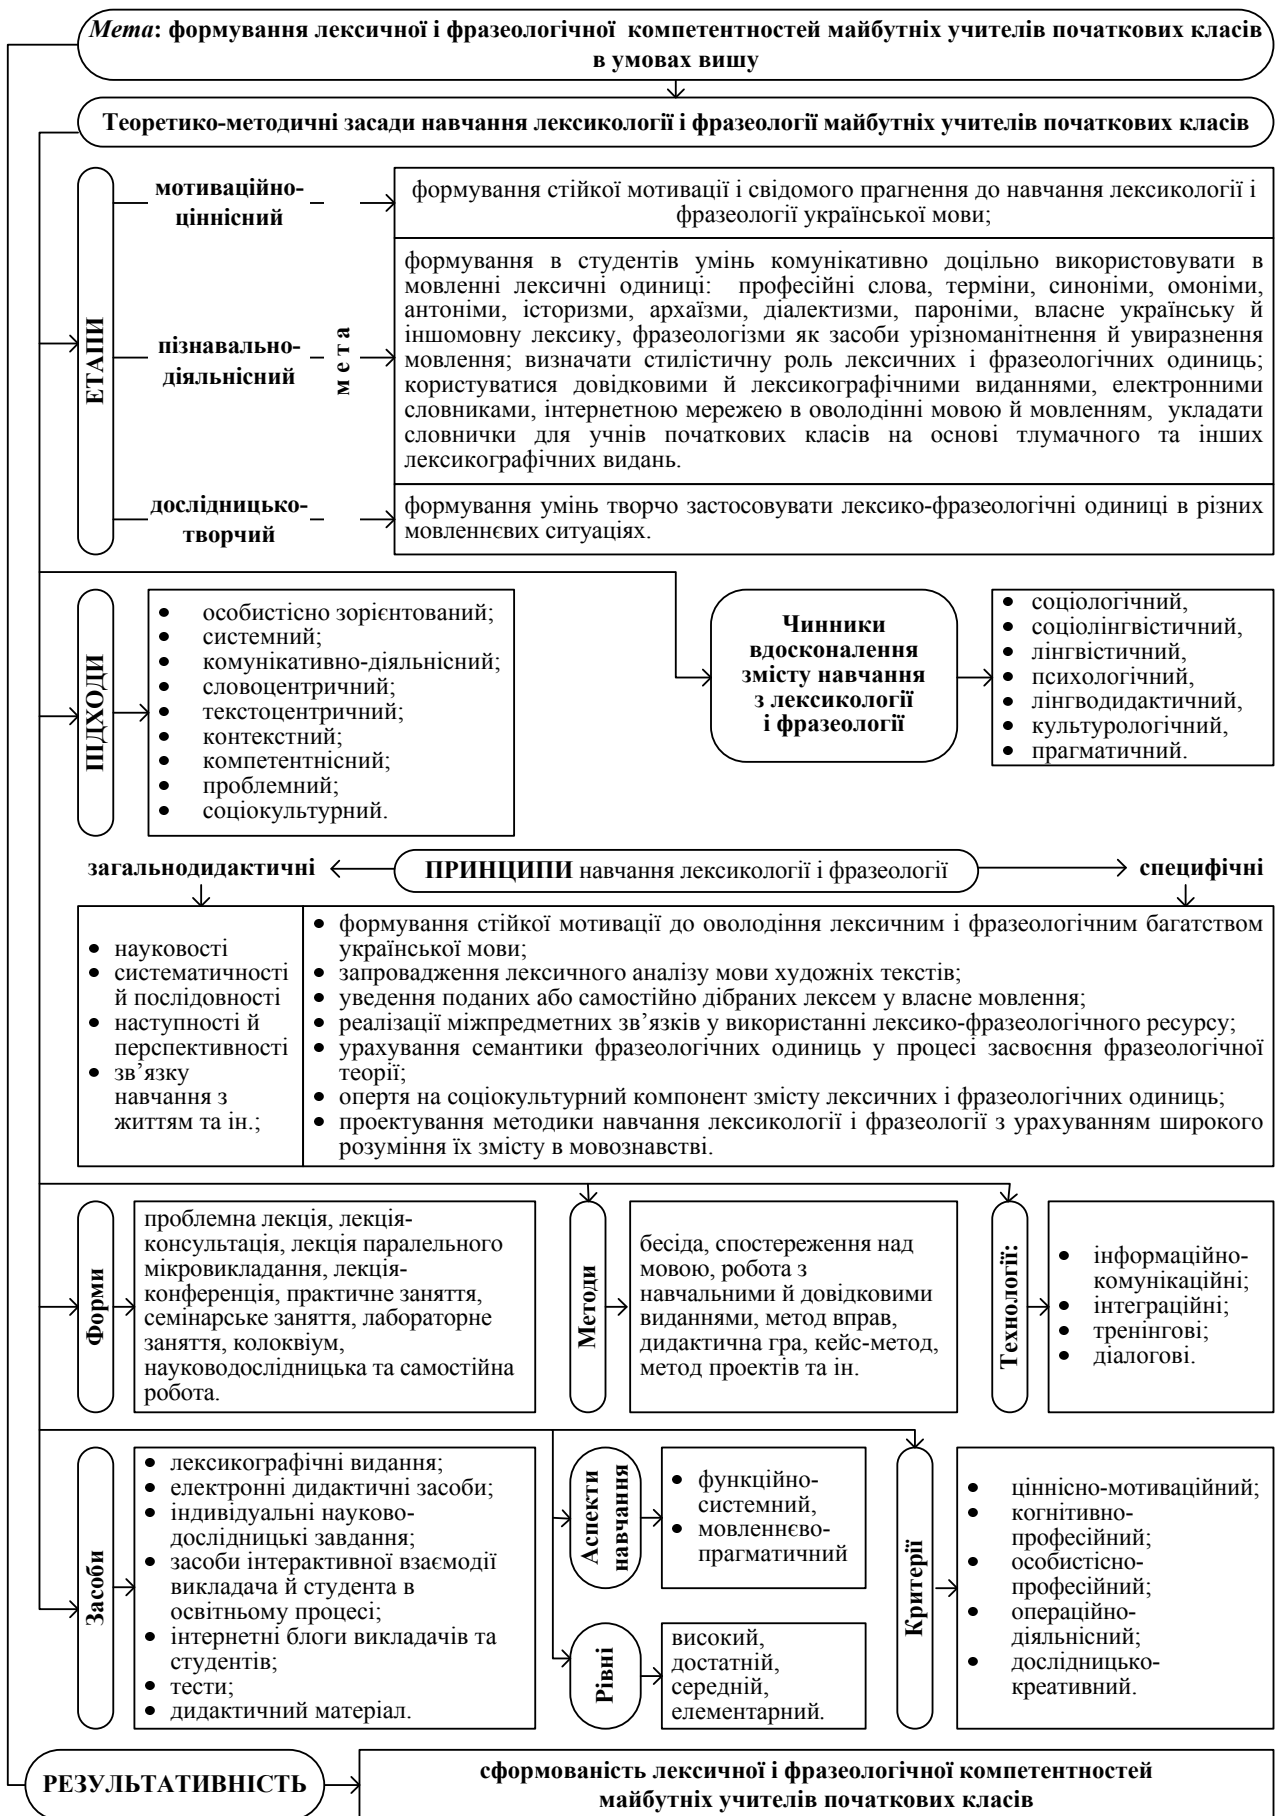 Мета: формування лексичної і фразеологічної компетентностей майбутніх учителів початкових класів
в умовах вишу
Теоретико-методичні засади навчання лексикології і фразеології майбутніх учителів початкових класів
ЕТАПИ
мотиваційно-
ціннісний
формування стійкої мотивації і свідомого прагнення до навчання лексикології і
фразеології української мови;
пізнавально-
діяльнісний
мета
формування в студентів умінь комунікативно доцільно використовувати в
мовленні лексичні одиниці: професійні слова, терміни, синоніми, омоніми,
антоніми, історизми, архаїзми, діалектизми, пароніми, власне українську й
іншомовну лексику, фразеологізми як засоби урізноманітнення й увиразнення
мовлення; визначати стилістичну роль лексичних і фразеологічних одиниць;
користуватися довідковими й лексикографічними виданнями, електронними
словниками, інтернетною мережею в оволодінні мовою й мовленням, укладати
словнички для учнів початкових класів на основі тлумачного та інших
лексикографічних видань.
дослідницько-
творчий
формування умінь творчо застосовувати лексико-фразеологічні одиниці в різних
мовленнєвих ситуаціях.
ПІДХОДИ
• особистісно зорієнтований;
• системний;
• комунікативно-діяльнісний;
• словоцентричний;
• текстоцентричний;
• контекстний;
• компетентнісний;
• проблемний;
• соціокультурний.
Чинники
вдосконалення
змісту навчання
з лексикології
і фразеології
• соціологічний,
• соціолінгвістичний,
• лінгвістичний,
• психологічний,
• лінгводидактичний,
• культурологічний,
• прагматичний.
загальнодидактичні
ПРИНЦИПИ навчання лексикології і фразеології
специфічні
• науковості
• систематичності
й послідовності
• наступності й
перспективності
• зв’язку
навчання з
життям та ін.;
• формування стійкої мотивації до оволодіння лексичним і фразеологічним багатством
української мови;
• запровадження лексичного аналізу мови художніх текстів;
• уведення поданих або самостійно дібраних лексем у власне мовлення;
• реалізації міжпредметних зв’язків у використанні лексико-фразеологічного ресурсу;
• урахування семантики фразеологічних одиниць у процесі засвоєння фразеологічної
теорії;
• опертя на соціокультурний компонент змісту лексичних і фразеологічних одиниць;
• проектування методики навчання лексикології і фразеології з урахуванням широкого
розуміння їх змісту в мовознавстві.
Форми
проблемна лекція, лекція-
консультація, лекція паралельного
мікровикладання, лекція-
конференція, практичне заняття,
семінарське заняття, лабораторне
заняття, колоквіум,
науководослідницька та самостійна
робота.
Методи
бесіда, спостереження над
мовою, робота з
навчальними й довідковими
виданнями, метод вправ,
дидактична гра, кейс-метод,
метод проектів та ін.
Технології:
• інформаційно-
комунікаційні;
• інтеграційні;
• тренінгові;
• діалогові.
Засоби
• лексикографічні видання;
• електронні дидактичні засоби;
• індивідуальні науково-
дослідницькі завдання;
• засоби інтерактивної взаємодії
викладача й студента в
освітньому процесі;
• інтернетні блоги викладачів та
студентів;
• тести;
• дидактичний матеріал.
Аспекти
навчання
• функційно-
системний,
• мовленнєво-
прагматичний
Рівні
високий,
достатній,
середній,
елементарний.
Критерії
• ціннісно-мотиваційний;
• когнітивно-
професійний;
• особистісно-
професійний;
• операційно-
діяльнісний;
• дослідницько-
креативний.
РЕЗУЛЬТАТИВНІСТЬ
сформованість лексичної і фразеологічної компетентностей
майбутніх учителів початкових класів